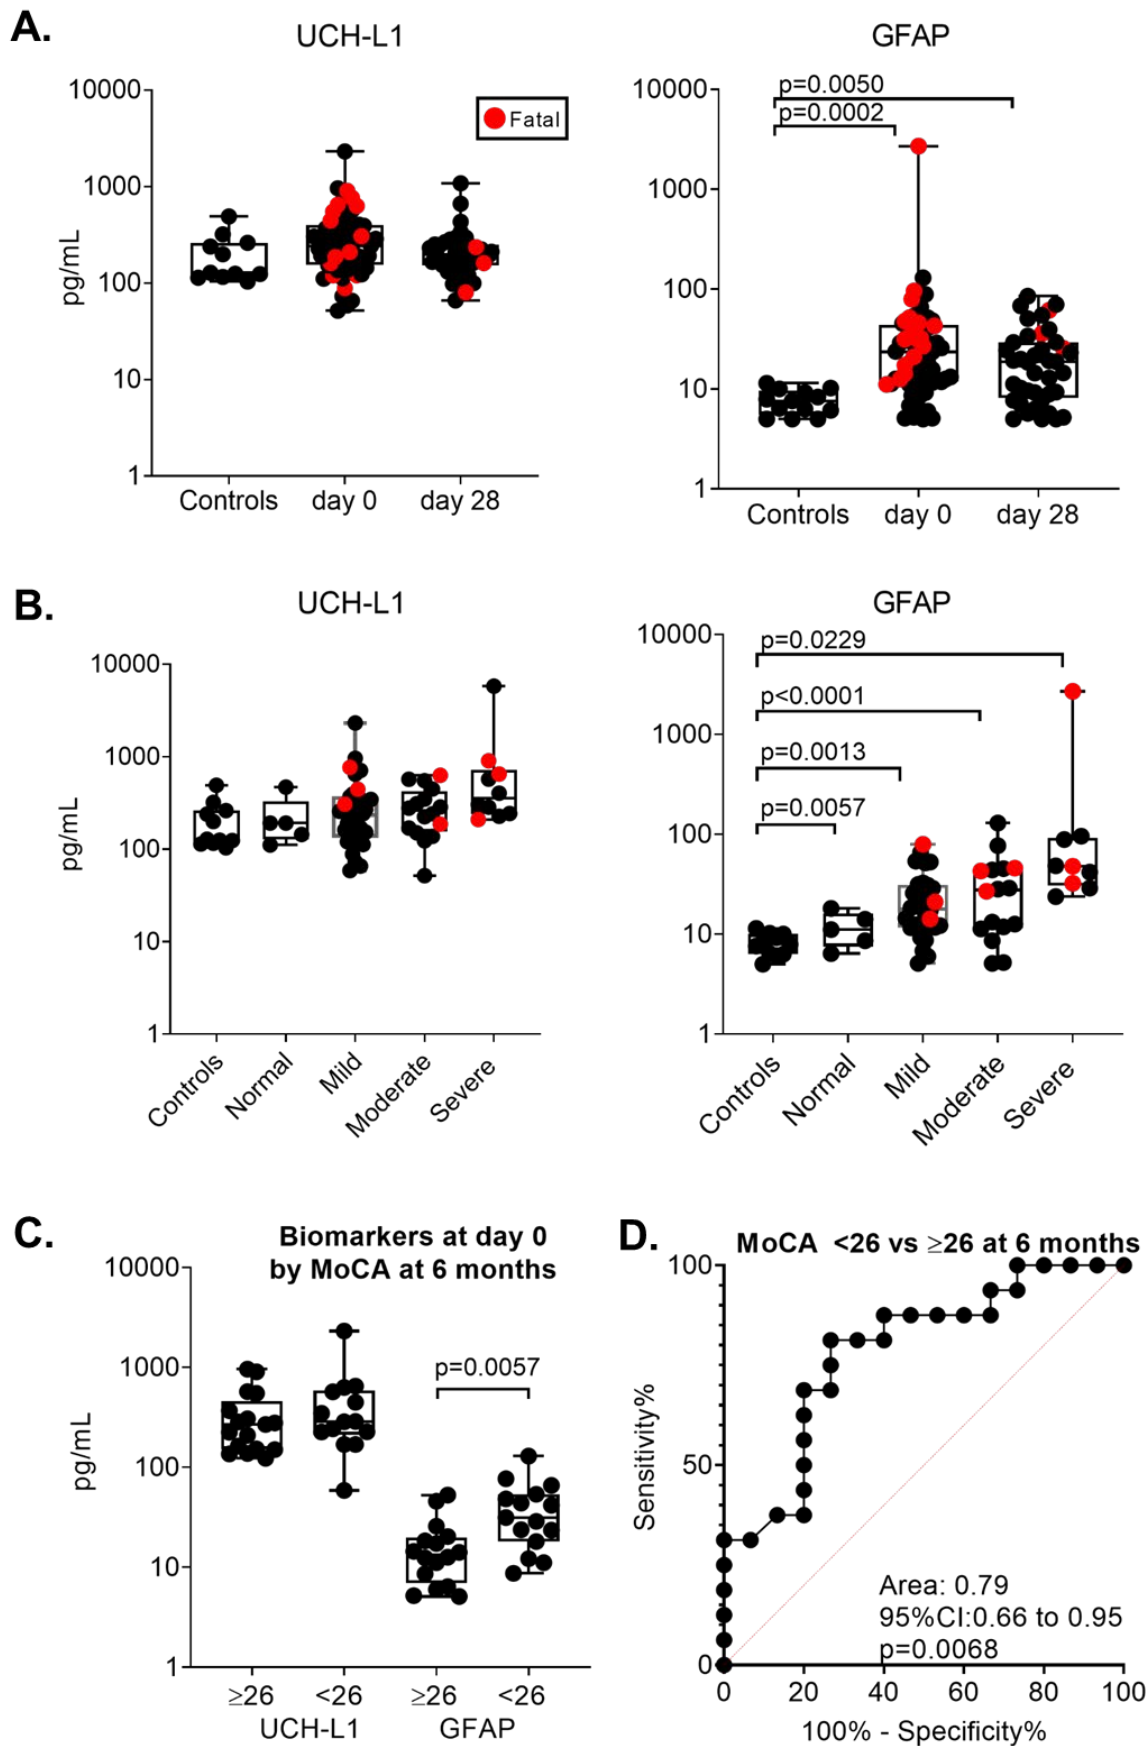 A.
UCH-L1
GFAP
10000
1000
100
10
1
pg/mL
Fatal
Controls
day 0
day 28
10000
1000
100
10
1
p=0.0050
p=0.0002
Controls
day 0
day 28
B.
UCH-L1
GFAP
10000
1000
100
10
1
pg/mL
Controls
Normal
Mild
Moderate
Severe
10000
1000
100
10
1
p=0.0229
p<0.0001
p=0.0013
p=0.0057
Controls
Normal
Mild
Moderate
Severe
C.
Biomarkers at day 0
by MoCA at 6 months
10000
1000
100
10
1
pg/mL
p=0.0057
≥26
<26
≥26
<26
UCH-L1
GFAP
D.
MoCA <26 vs ≥26 at 6 months
100
50
0
Sensitivity%
Area: 0.79
95%CI:0.66 to 0.95
p=0.0068
0
20
40
60
80
100
100% - Specificity%